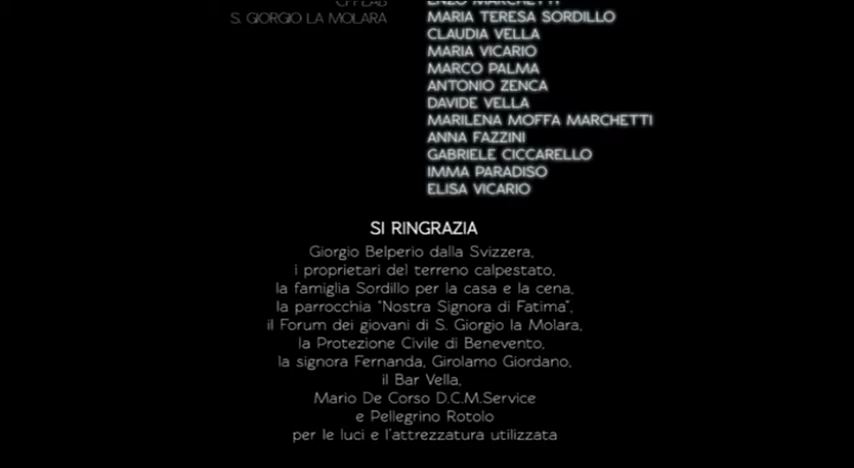 S. GIORGIO LA MOLARA
ENZO MARCHETTI
MARIA TERESA SORDILLO
CLAUDIA VELLA
MARIA VICARIO
MARCO PALMA
ANTONIO ZENCA
DAVIDE VELLA
MARILENA MOFFA MARCHETTI
ANNA FAZZINI
GABRIELE CICCARELLO
IMMA PARADISO
ELISA VICARIO
SI RINGRAZIA
Giorgio Belperio dalla Svizzera,
i proprietari del terreno calpestato,
la famiglia Sordillo per la casa e la cena,
la parrocchia "Nostra Signora di Fatima",
il Forum dei giovani di S. Giorgio la Molara,
la Protezione Civile di Benevento,
la signora Fernanda, Girolamo Giordano,
il Bar Vella,
Mario De Corso D.C.M.Service
e Pellegrino Rotolo
per le luci e l'attrezzatura utilizzata